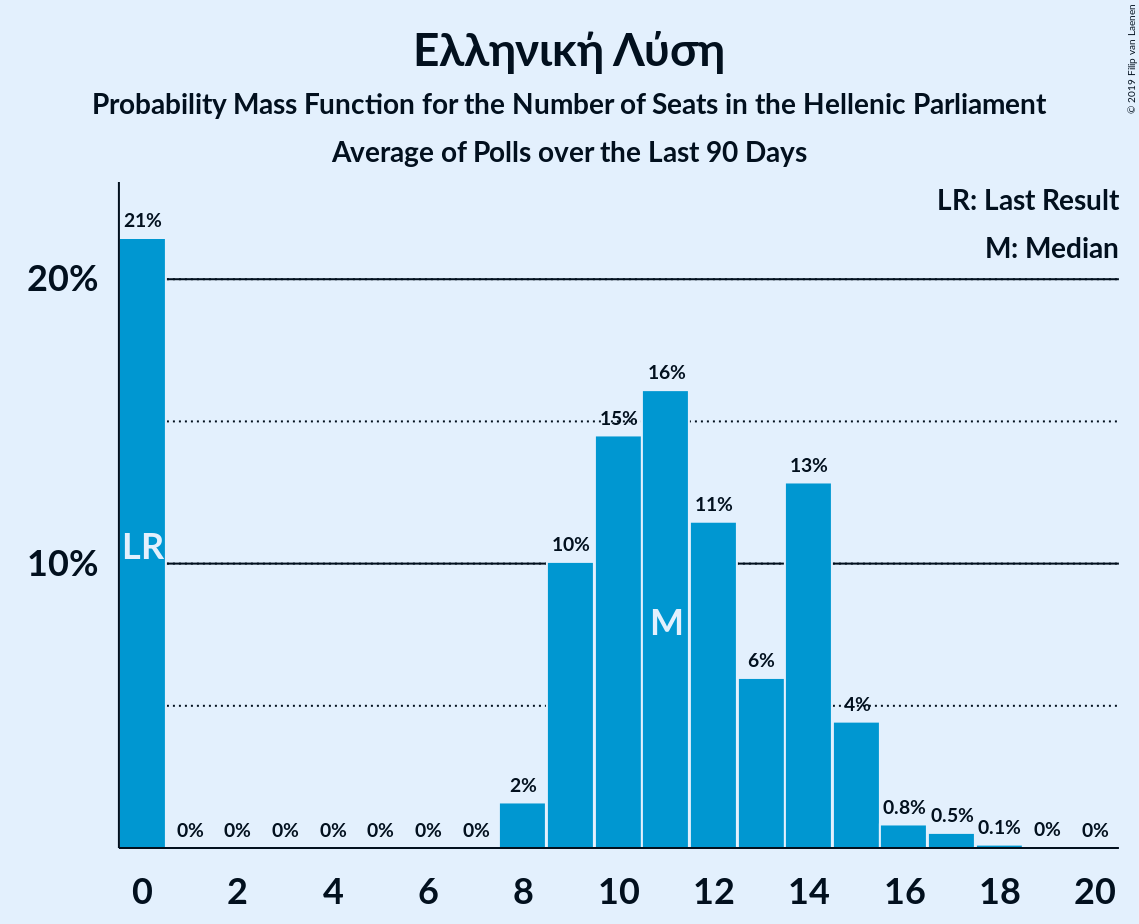 Ελληνική Λύση
Probability Mass Function for the Number of Seats in the Hellenic Parliament
Average of Polls over the Last 90 Days
© 2019 Filip van Laenen
LR: Last Result
M: Median
20%
10%
21%
0%
0%
0%
0%
0%
0%
0%
2%
10%
15%
16%
11%
6%
13%
4%
0.8%
0.5%
0.1%
0%
0%
LR
M
0 2 4 6 8 10 12 14 16 18 20